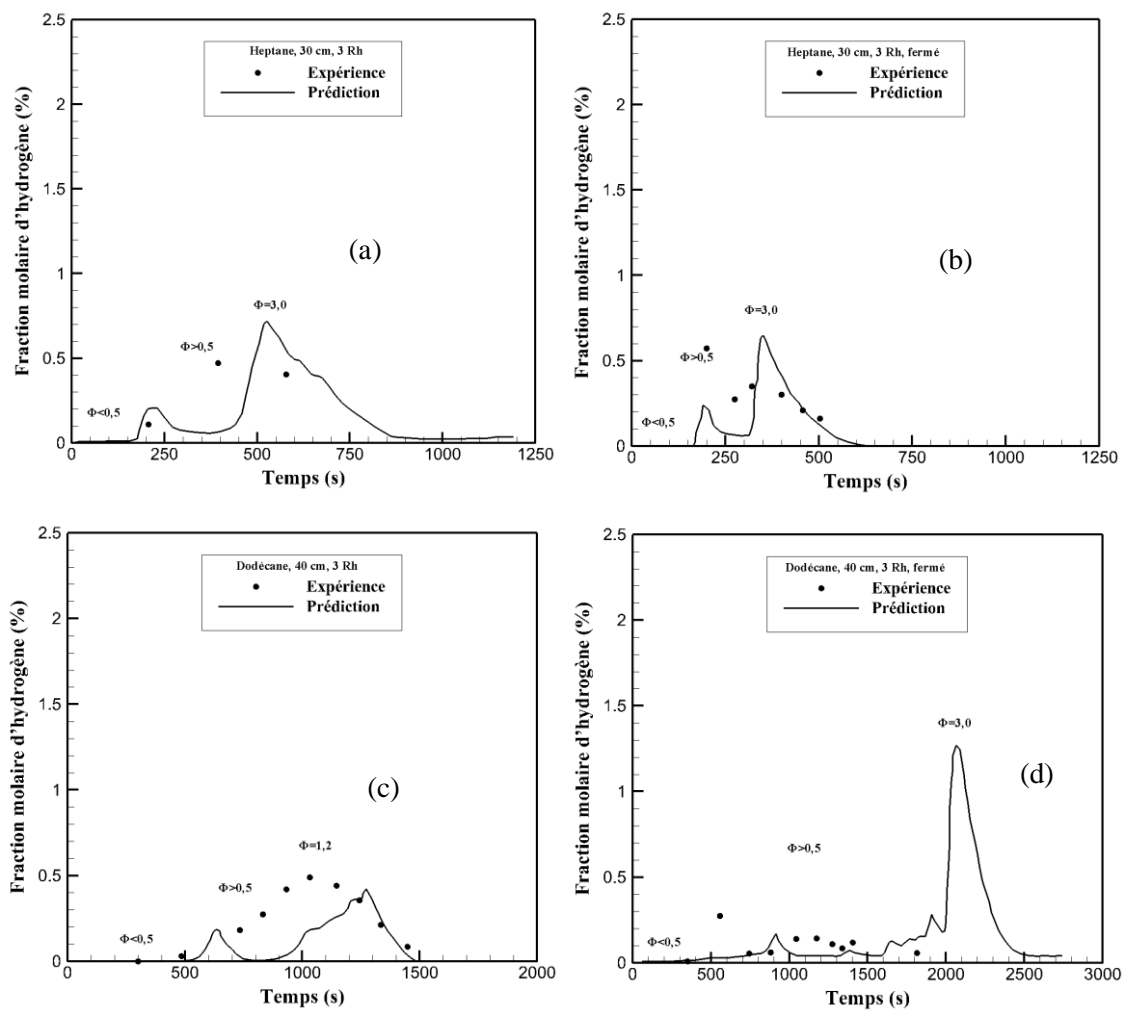 Heptane, 30 cm, 3 Rh
Expérience
Prédiction
Fraction molaire d'hydrogène (%)
2.5
2
1.5
1
0.5
0
(a)
Φ=3,0
Φ>0,5
Φ<0,5
0
250
500
750
1000
1250
Temps (s)
Heptane, 30 cm, 3 Rh, fermé
Expérience
Prédiction
Fraction molaire d'hydrogène (%)
2.5
2
1.5
1
0.5
0
(b)
Φ=3,0
Φ>0,5
Φ<0,5
0
250
500
750
1000
1250
Temps (s)
Dodécane, 40 cm, 3 Rh
Expérience
Prédiction
Fraction molaire d'hydrogène (%)
2.5
2
1.5
1
0.5
0
(c)
Φ=1,2
Φ>0,5
Φ<0,5
0
500
1000
1500
2000
Temps (s)
Dodécane, 40 cm, 3 Rh, fermé
Expérience
Prédiction
Fraction molaire d'hydrogène (%)
2.5
2
1.5
1
0.5
0
Φ=3,0
(d)
Φ>0,5
Φ<0,5
0
500
1000
1500
2000
2500
3000
Temps (s)